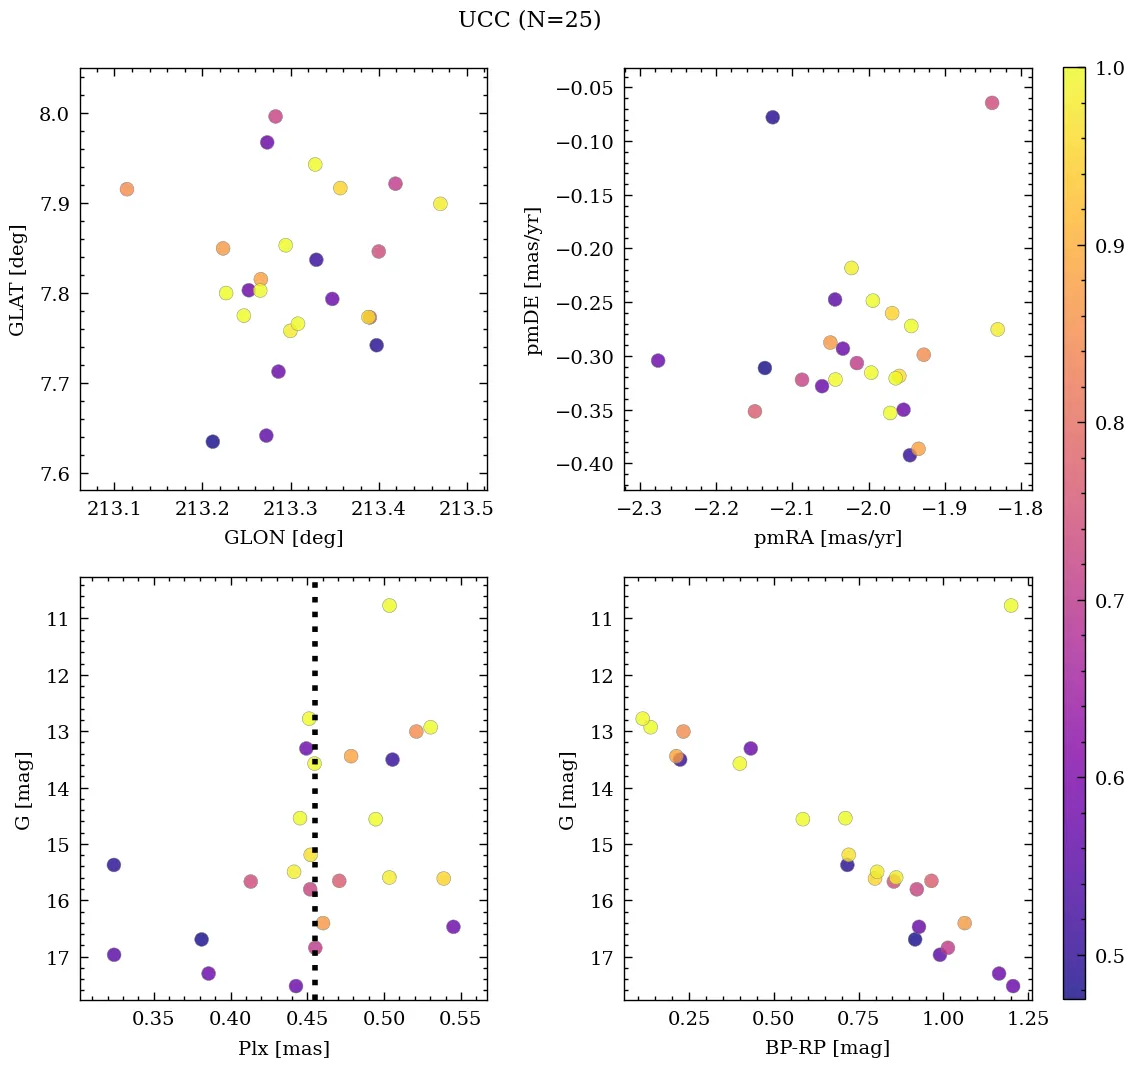 UCC (N=25)
8.0
7.9
7.8
7.7
7.6
GLAT [deg]
213.1 213.2 213.3 213.4 213.5
GLON [deg]
−0.05
−0.10
−0.15
−0.20
−0.25
−0.30
−0.35
−0.40
pmDE [mas/yr]
−2.3 −2.2 −2.1 −2.0 −1.9 −1.8
pmRA [mas/yr]
11
12
13
14
15
16
17
G [mag]
0.35 0.40 0.45 0.50 0.55
Plx [mas]
11
12
13
14
15
16
17
G [mag]
0.25 0.50 0.75 1.00 1.25
BP-RP [mag]
1.0
0.9
0.8
0.7
0.6
0.5